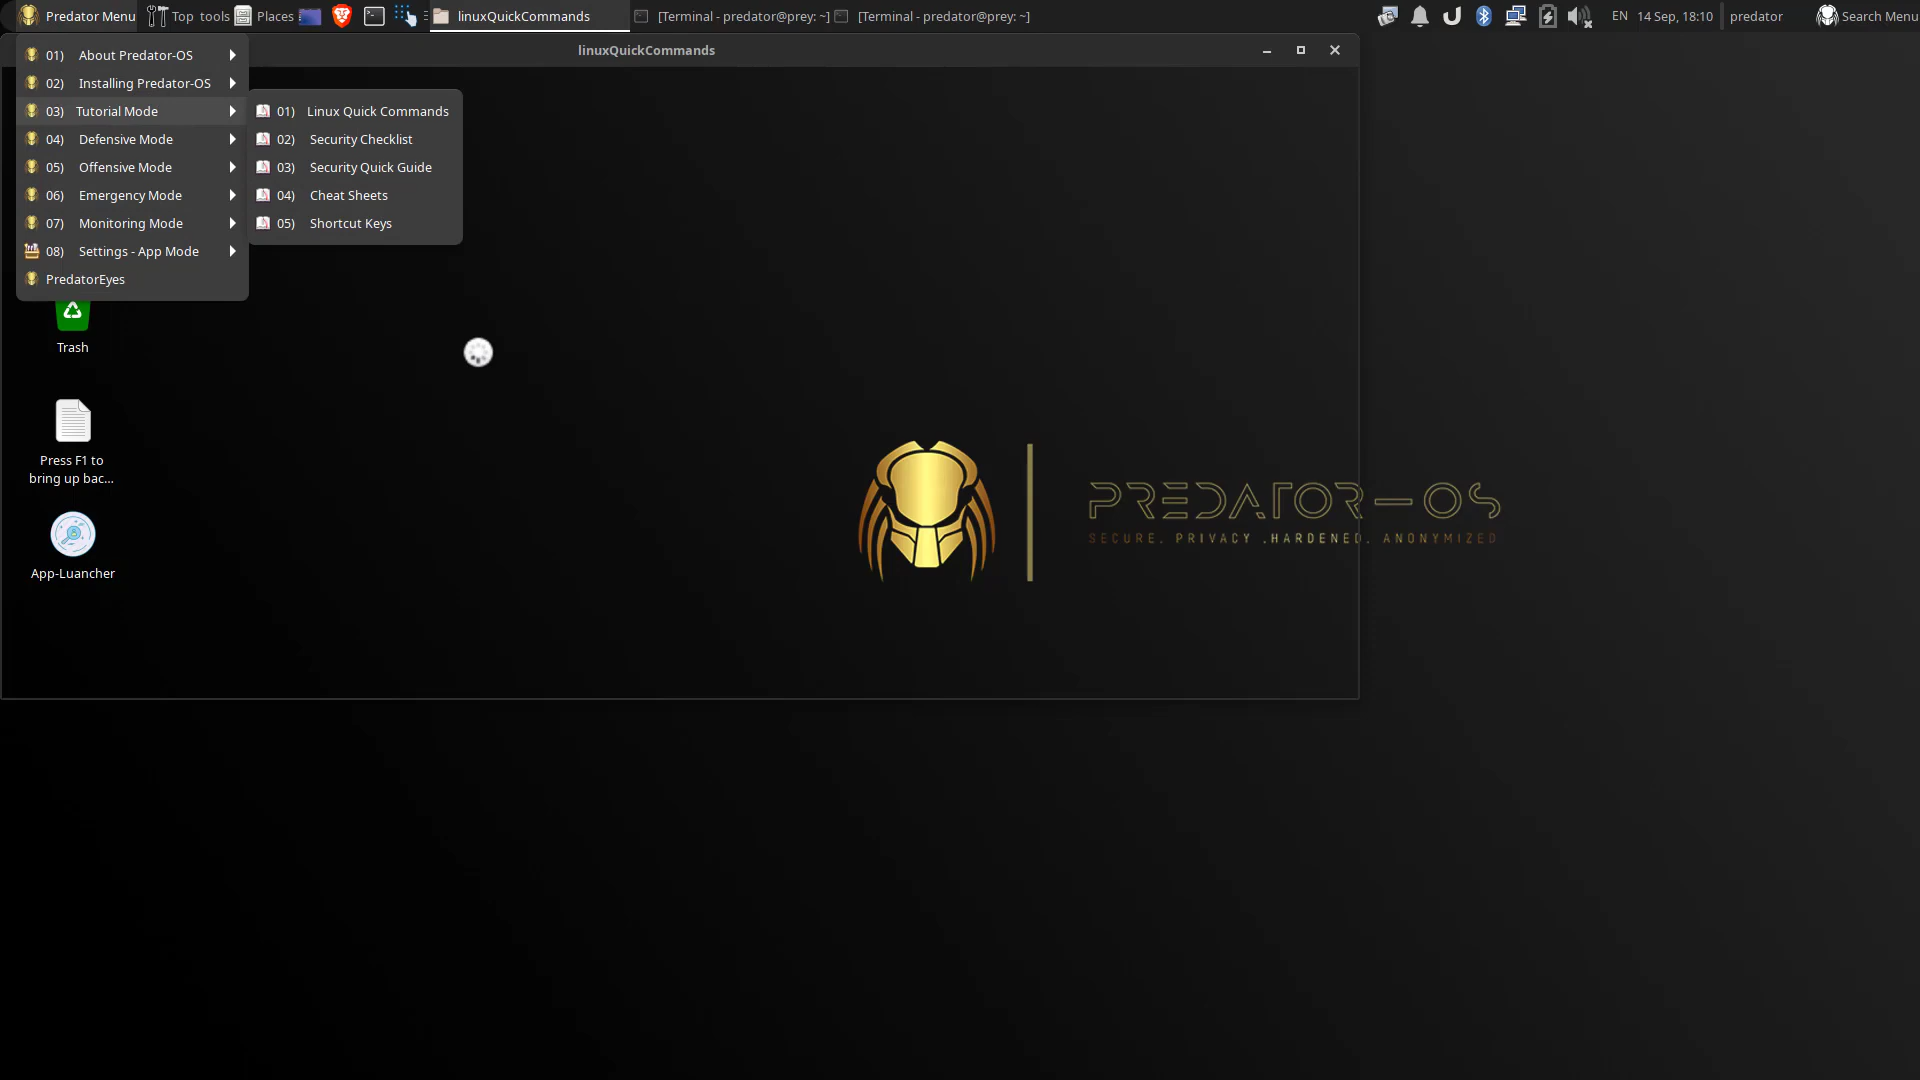 Predator Menu
Top tools
Places
linuxQuickCommands
[Terminal - predator@prey: ~]
[Terminal - predator@prey: ~]
EN
14 Sep, 18:10
predator
Search Menu
linuxQuickCommands
01) About Predator-OS
02) Installing Predator-OS
03) Tutorial Mode
04) Defensive Mode
05) Offensive Mode
06) Emergency Mode
07) Monitoring Mode
08) Settings - App Mode
PredatorEyes
01) Linux Quick Commands
02) Security Checklist
03) Security Quick Guide
04) Cheat Sheets
05) Shortcut Keys
Trash
Press F1 to
bring up bac...
App-Luancher
PREDATOR-OS
SECURE. PRIVACY .HARDENED. ANONYMIZED